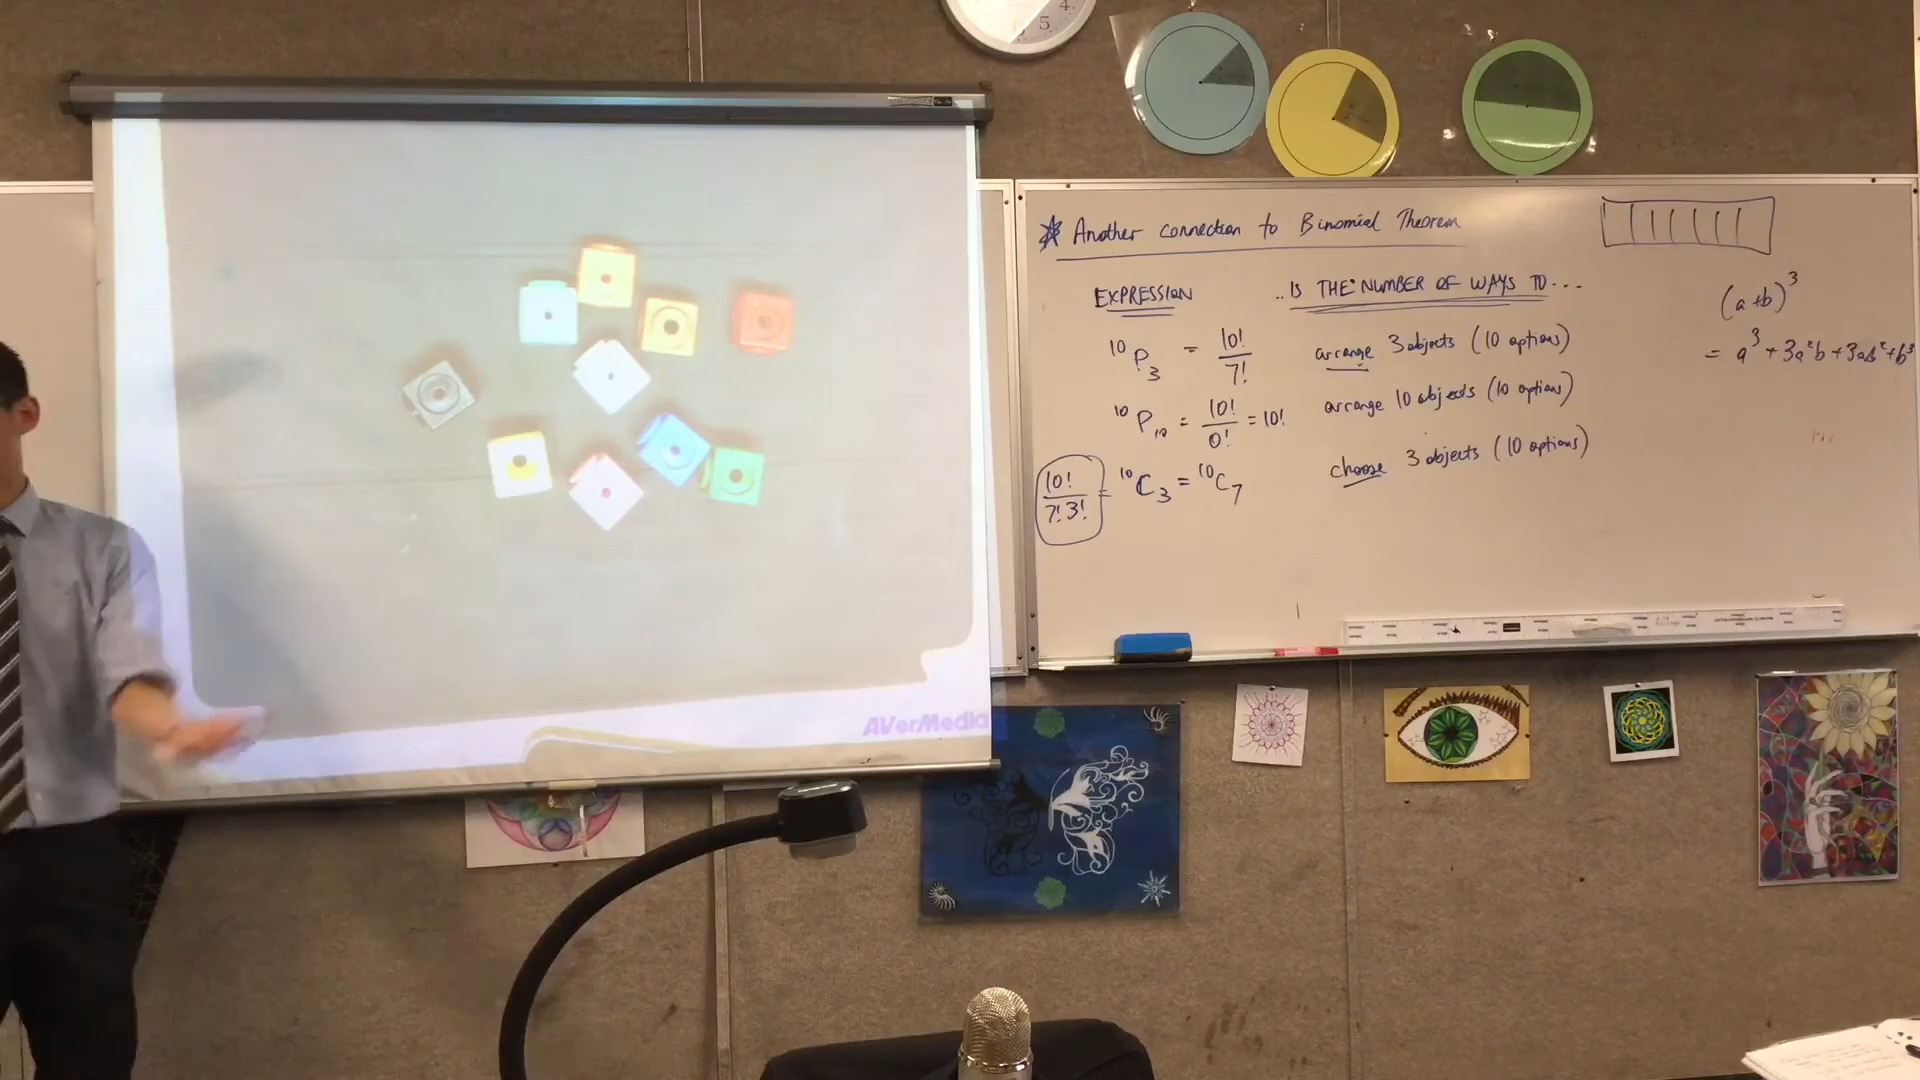 5 4
Another connection to Binomial Theorem
EXPRESSION
..IS THE NUMBER OF WAYS TO...
¹⁰P₃ = 10!/7!
arrange 3 objects (10 options)
¹⁰P₁₀ = 10!/0! = 10!
arrange 10 objects (10 options)
10!/7!3! = ¹⁰C₃ = ¹⁰C₇
choose 3 objects (10 options)
(a+b)³
= a³ + 3a²b + 3ab² + b³
AVerMedia